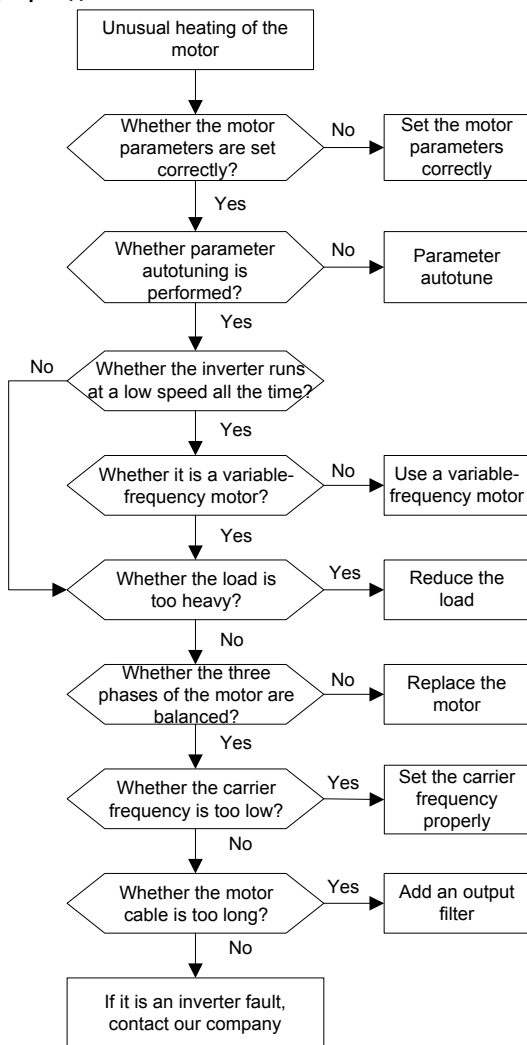 Unusual heating of the
motor
Whether the motor
parameters are set
correctly?
No
Set the motor
parameters
correctly
Yes
Whether parameter
autotuning is
performed?
No
Parameter
autotune
Yes
No
Whether the inverter runs
at a low speed all the time?
Yes
Whether it is a variable-
frequency motor?
No
Use a variable-
frequency motor
Yes
Whether the load is
too heavy?
Yes
Reduce the
load
No
Whether the three
phases of the motor are
balanced?
No
Replace the
motor
Yes
Whether the carrier
frequency is too low?
Yes
Set the carrier
frequency
properly
No
Whether the motor
cable is too long?
Yes
Add an output
filter
No
If it is an inverter fault,
contact our company